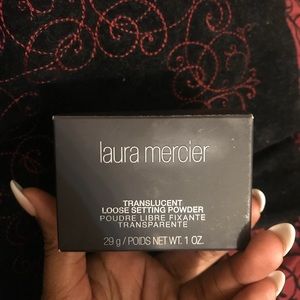 laura mercier
TRANSLUCENT
LOOSE SETTING POWDER
POUDRE LIBRE FIXANTE
TRANSPARENTE
29 g / POIDS NET WT. 1 OZ.